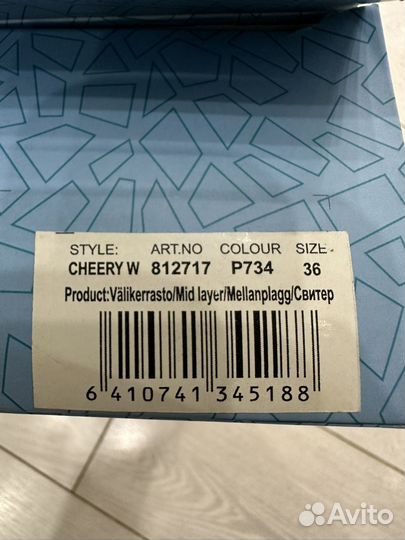 STYLE: ART.NO COLOUR SIZE
CHEERY W 812717 P734 36
Product:Välikerrasto/Mid layer/Mellanplagg/Свитер
6 410741 345188
Avito